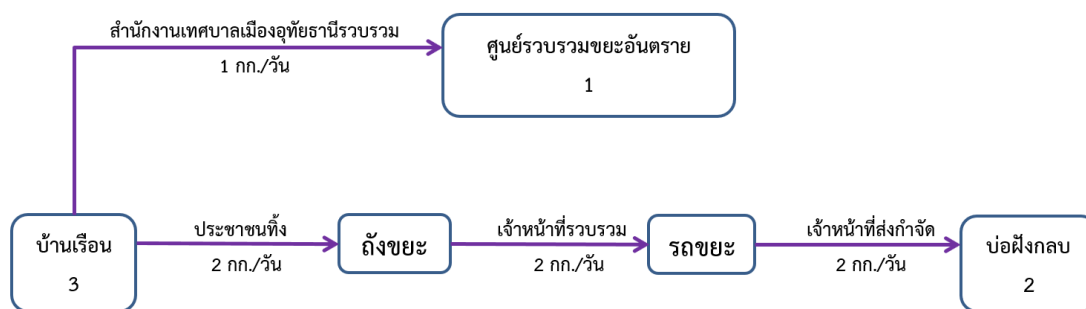 สำนักงานเทศบาลเมืองอุทัยธานีรวบรวม
1 กก./วัน
ศูนย์รวบรวมขยะอันตราย
1
บ้านเรือน
3
ประชาชนทิ้ง
2 กก./วัน
ถังขยะ
เจ้าหน้าที่รวบรวม
2 กก./วัน
รถขยะ
เจ้าหน้าที่ส่งกำจัด
2 กก./วัน
บ่อฝังกลบ
2